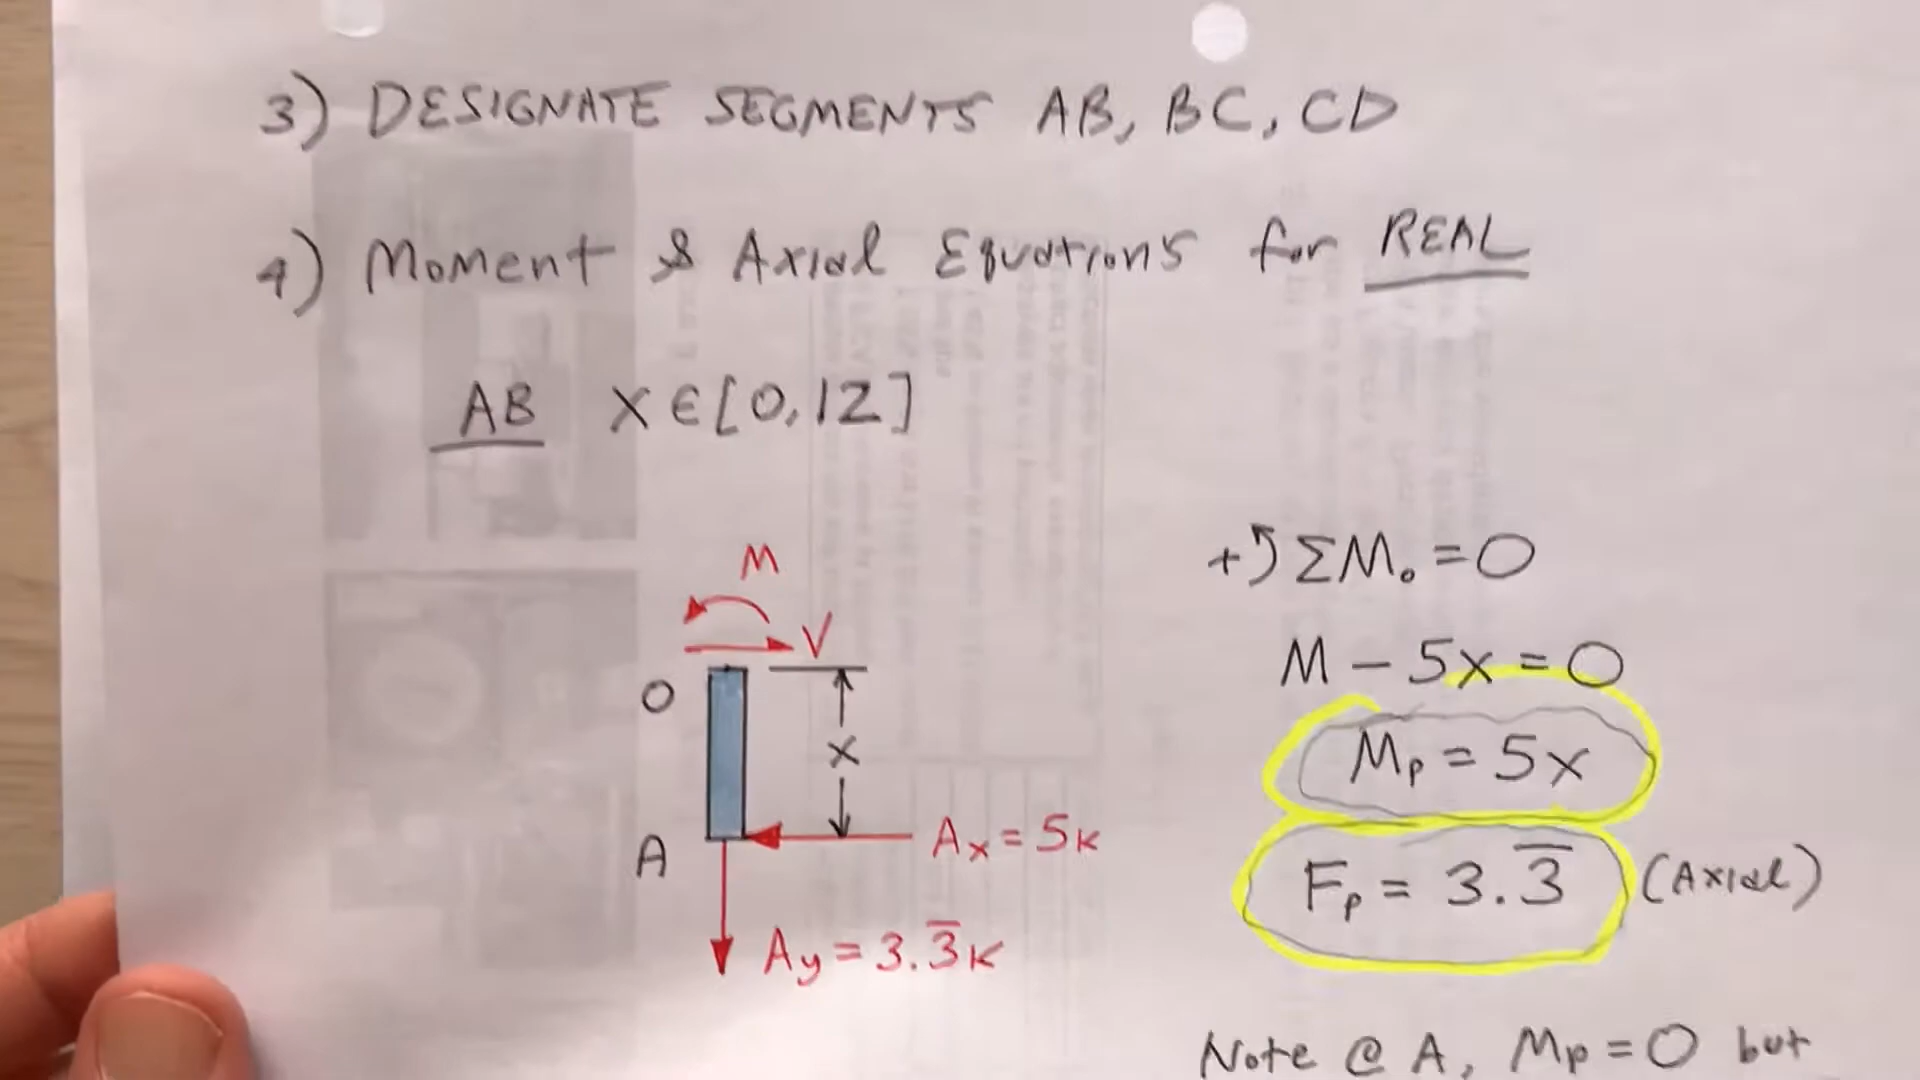 3) DESIGNATE SEGMENTS AB, BC, CD
4) Moment & Axial Equations for REAL
AB X∈[0,12]
M
V
O
X
A
Ax = 5K
Ay = 3.3̅K
+↺ ΣMo = 0
M − 5x = 0
Mp = 5x
Fp = 3.3̅ (Axial)
Note @ A, Mp = 0 but